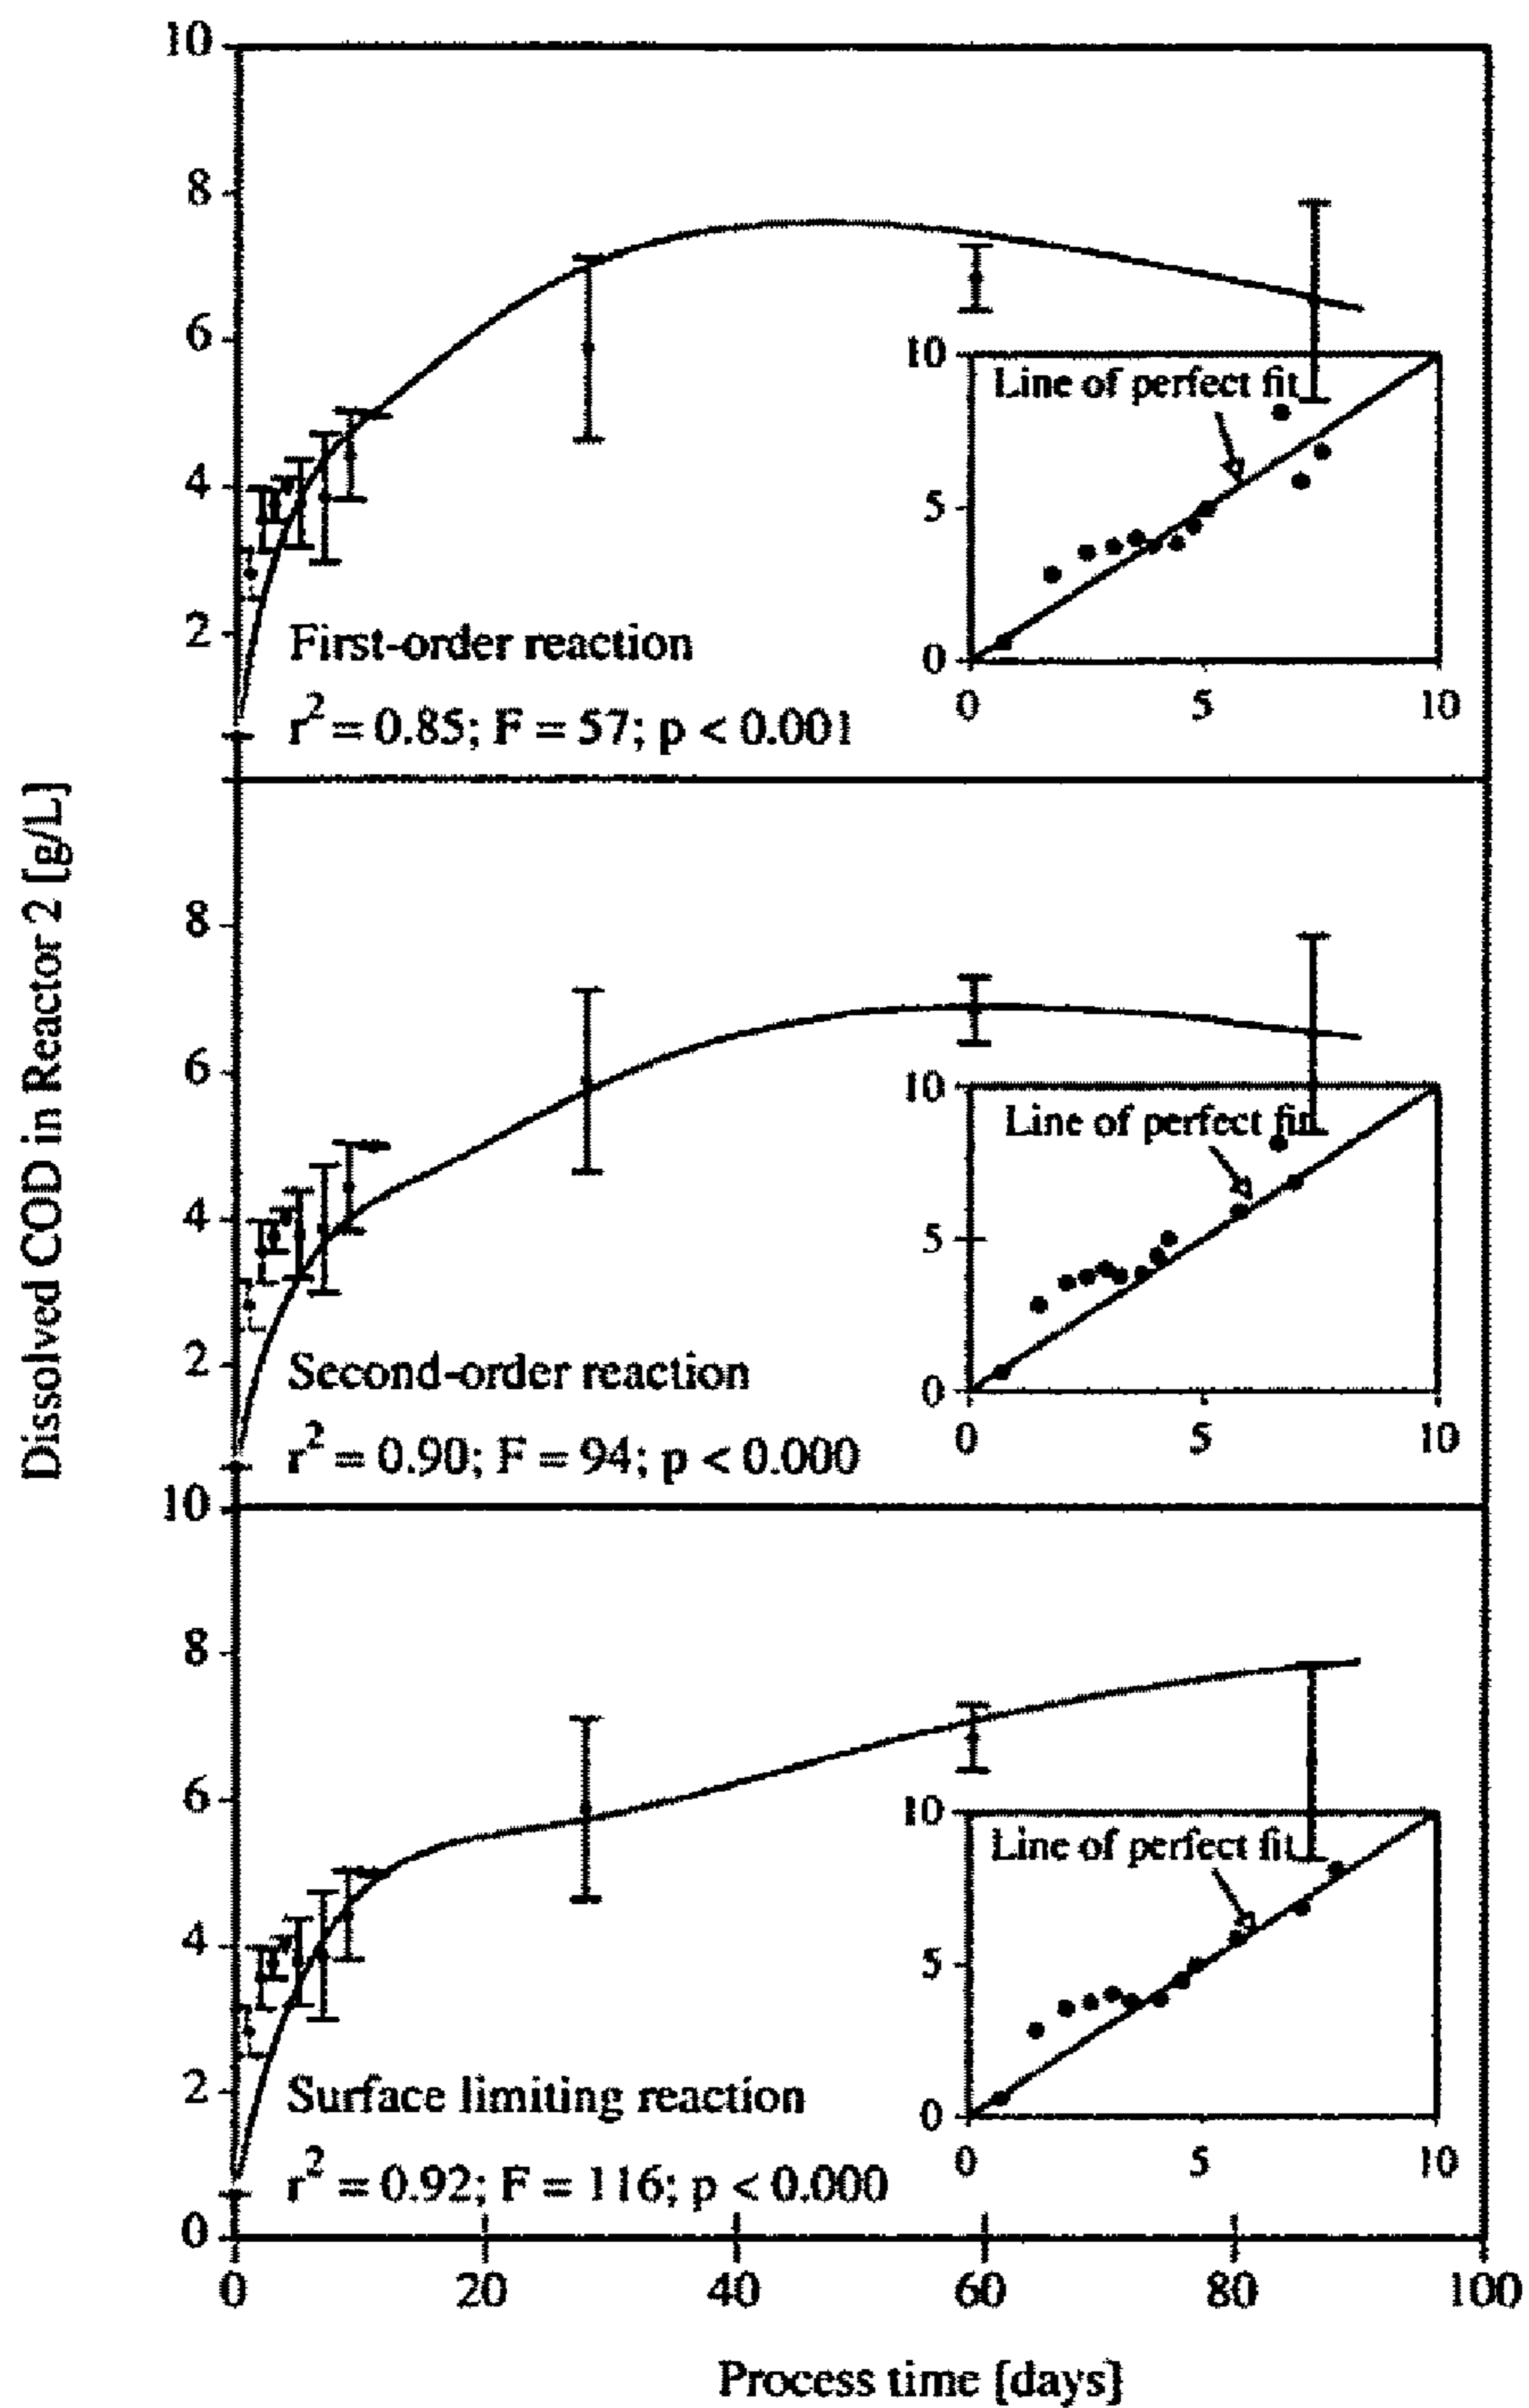 Dissolved COD in Reactor 2 [g/L]
10
8
6
4
2
First-order reaction
r² = 0.85; F = 57; p < 0.001
10
Line of perfect fit
5
0
0 5 10
8
6
4
2
Second-order reaction
r² = 0.90; F = 94; p < 0.000
10
Line of perfect fit
5
0
0 5 10
10
8
6
4
2
0
Surface limiting reaction
r² = 0.92; F = 116; p < 0.000
10
Line of perfect fit
5
0
0 5 10
0 20 40 60 80 100
Process time [days]